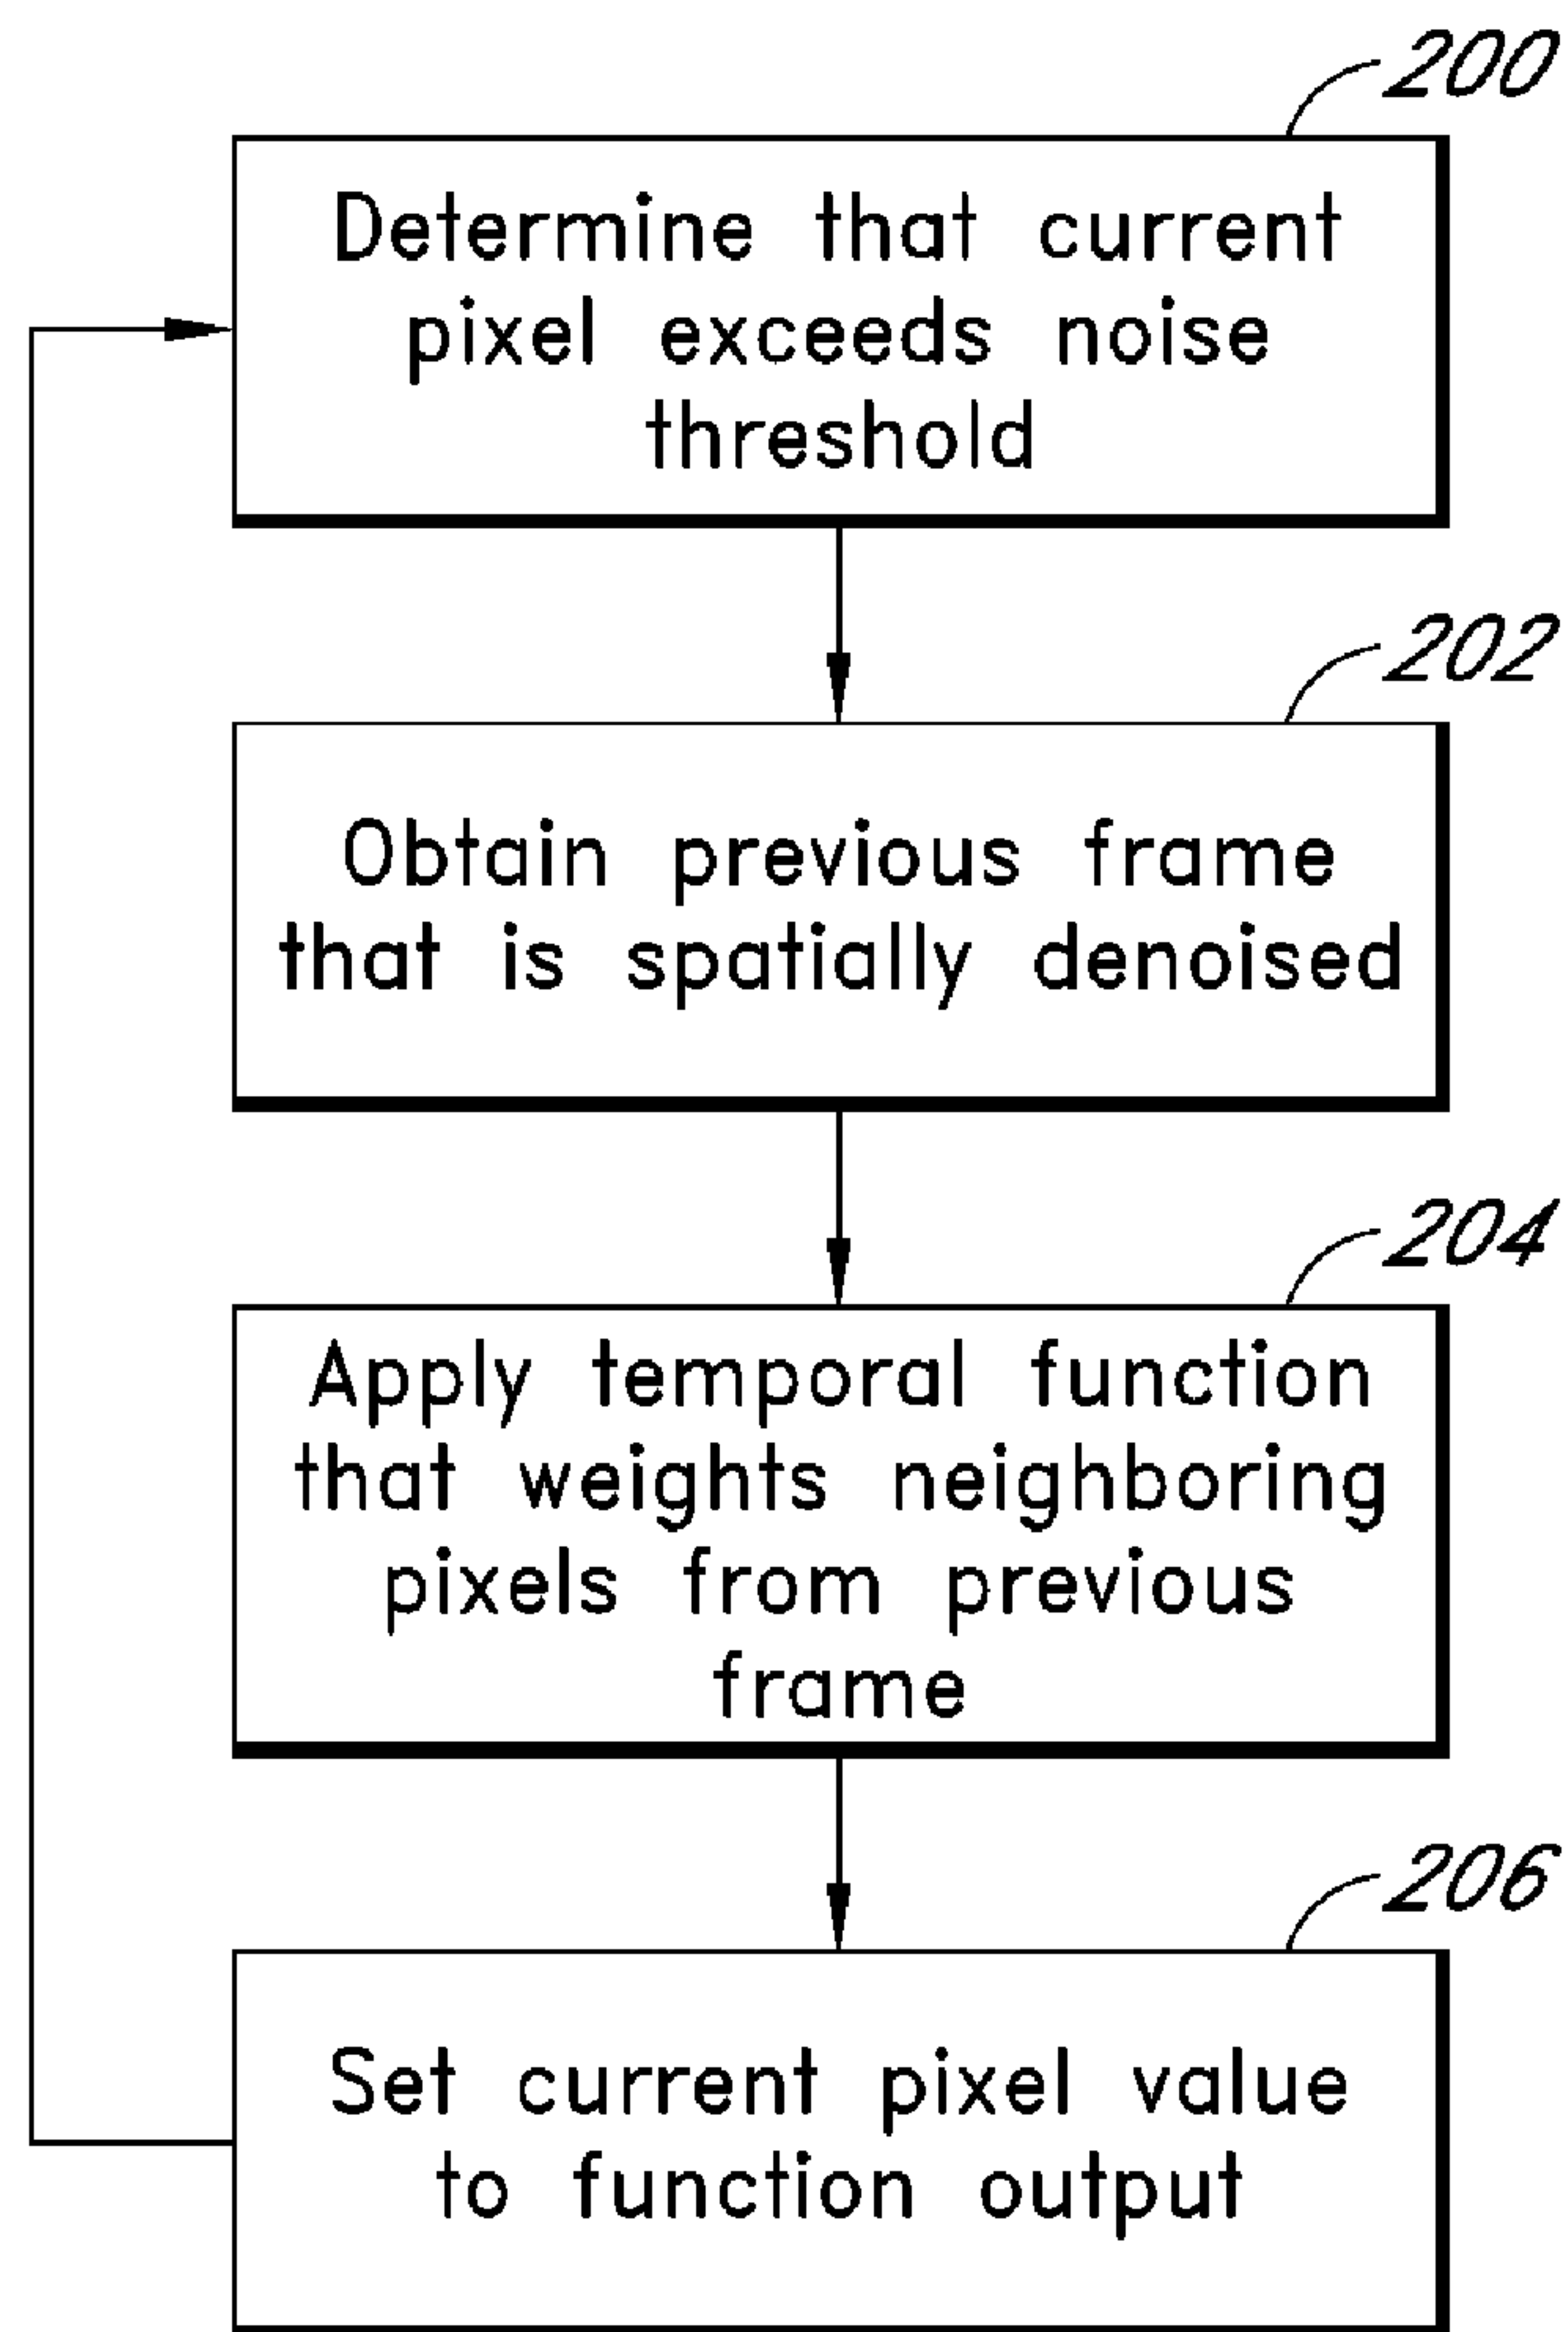 200
Determine that current
pixel exceeds noise
threshold
202
Obtain previous frame
that is spatially denoised
204
Apply temporal function
that weights neighboring
pixels from previous
frame
206
Set current pixel value
to function output